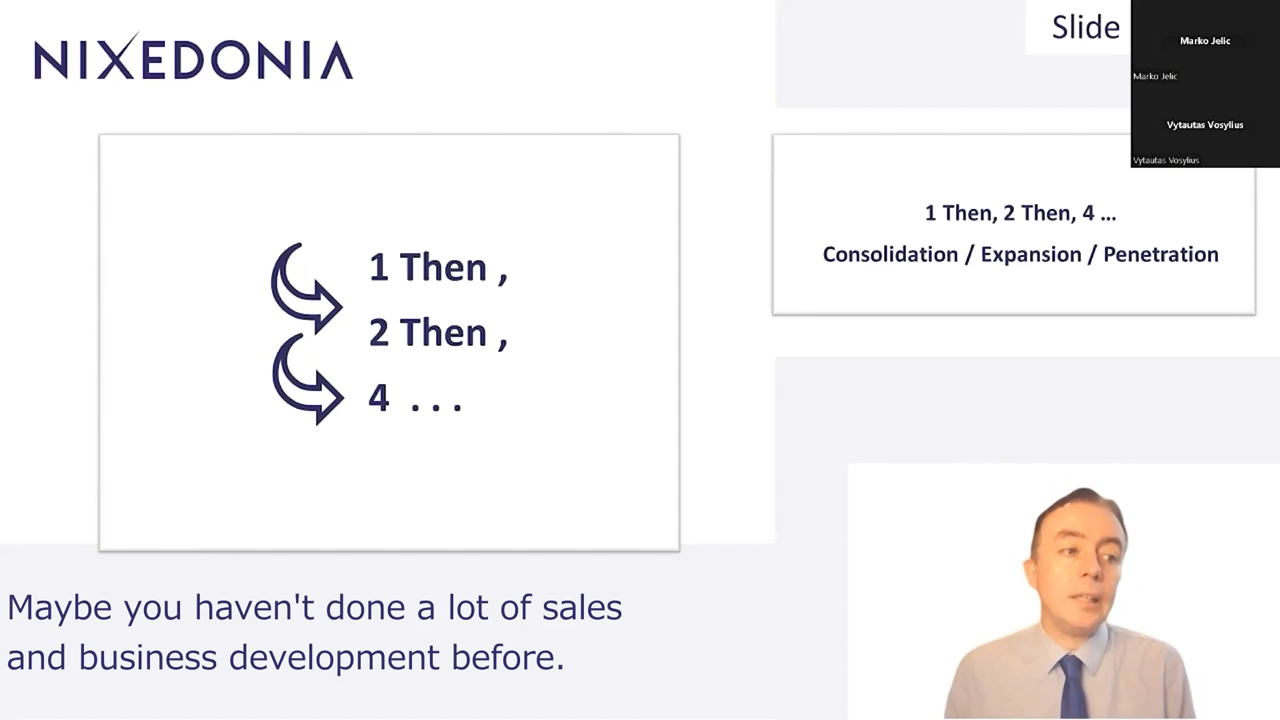 NIXEDONIA
Slide
Marko Jelic
Marko Jelic
Vytautas Vosylius
Vytautas Vosylius
1 Then ,
2 Then ,
4 . . .
1 Then, 2 Then, 4 ...
Consolidation / Expansion / Penetration
Maybe you haven't done a lot of sales
and business development before.